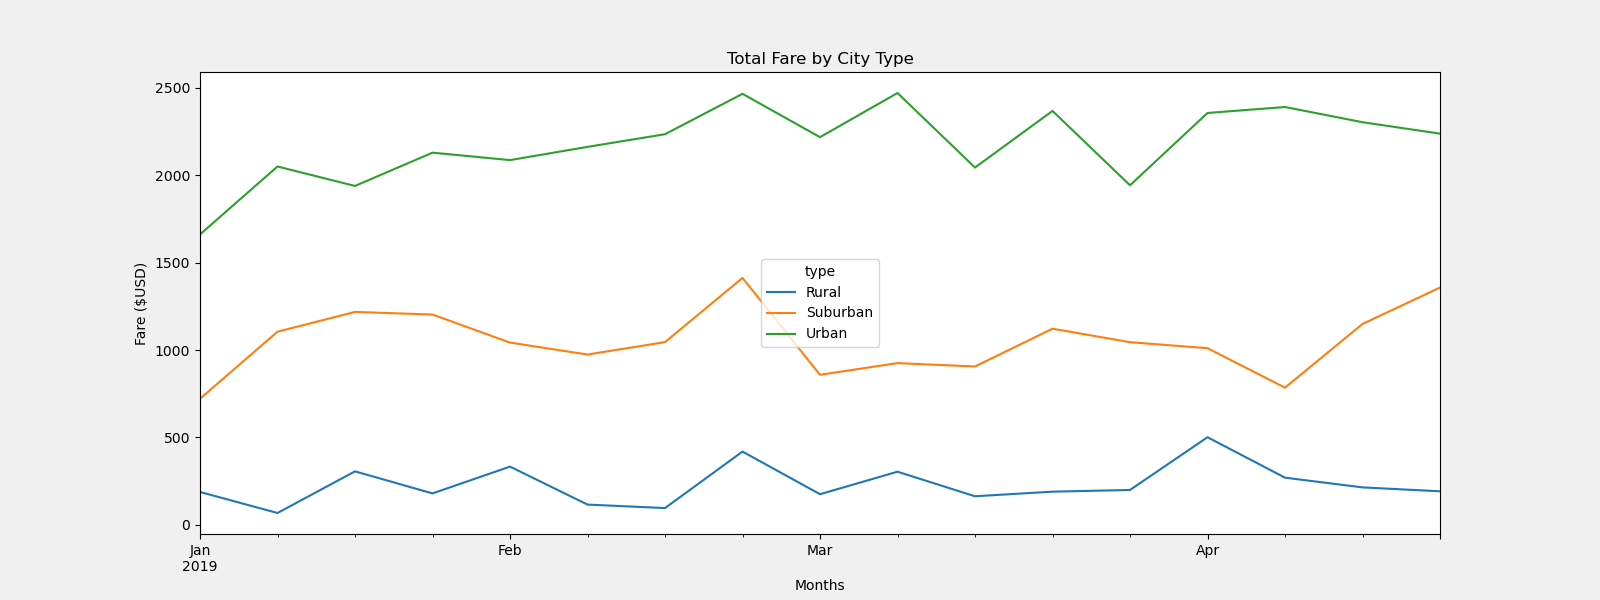 Total Fare by City Type
2500
2000
1500
1000
500
0
Fare ($USD)
type
Rural
Suburban
Urban
Jan
2019
Feb
Mar
Apr
Months